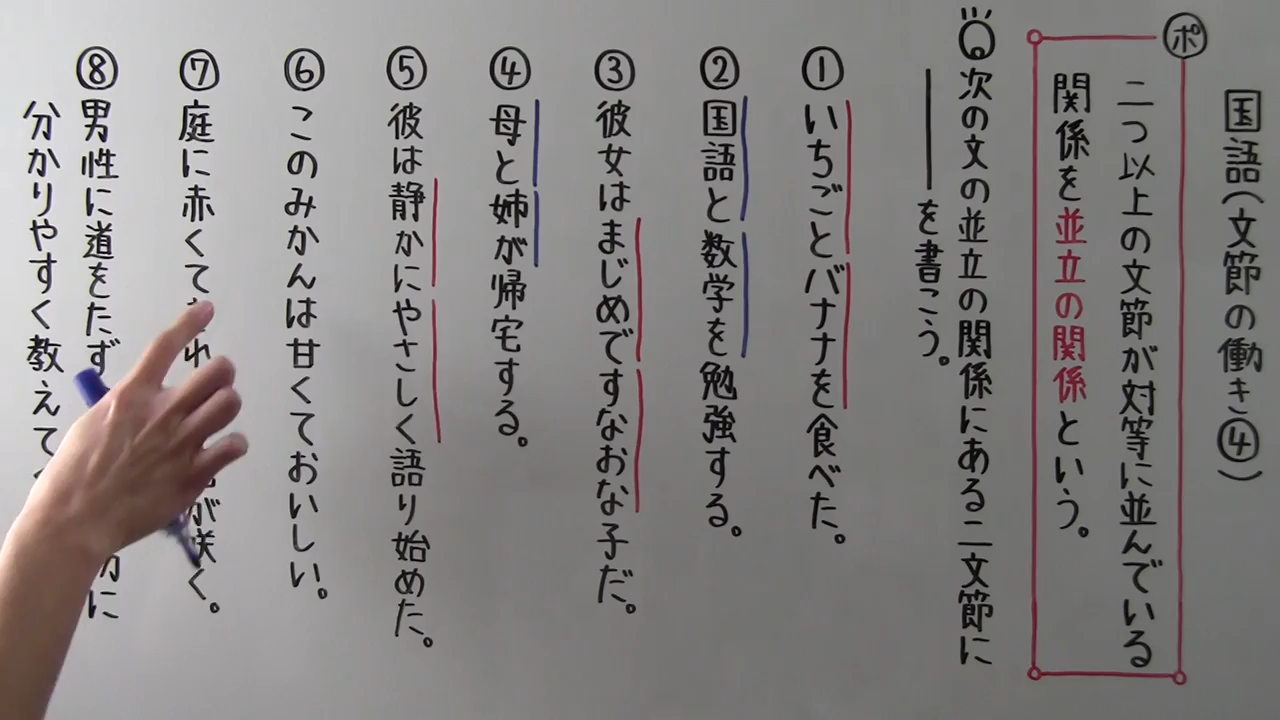 国語(文節の働き④)
ポ
二つ以上の文節が対等に並んでいる
関係を並立の関係という。
Q 次の文の並立の関係にある二文節に
を書こう。
① いちごとバナナを食べた。
② 国語と数学を勉強する。
③ 彼女はまじめですなおな子だ。
④ 母と姉が帰宅する。
⑤ 彼は静かにやさしく語り始めた。
⑥ このみかんは甘くておいしい。
⑦ 庭に赤くて が咲く。
⑧ 男性に道をたず に
分かりやすく教えて